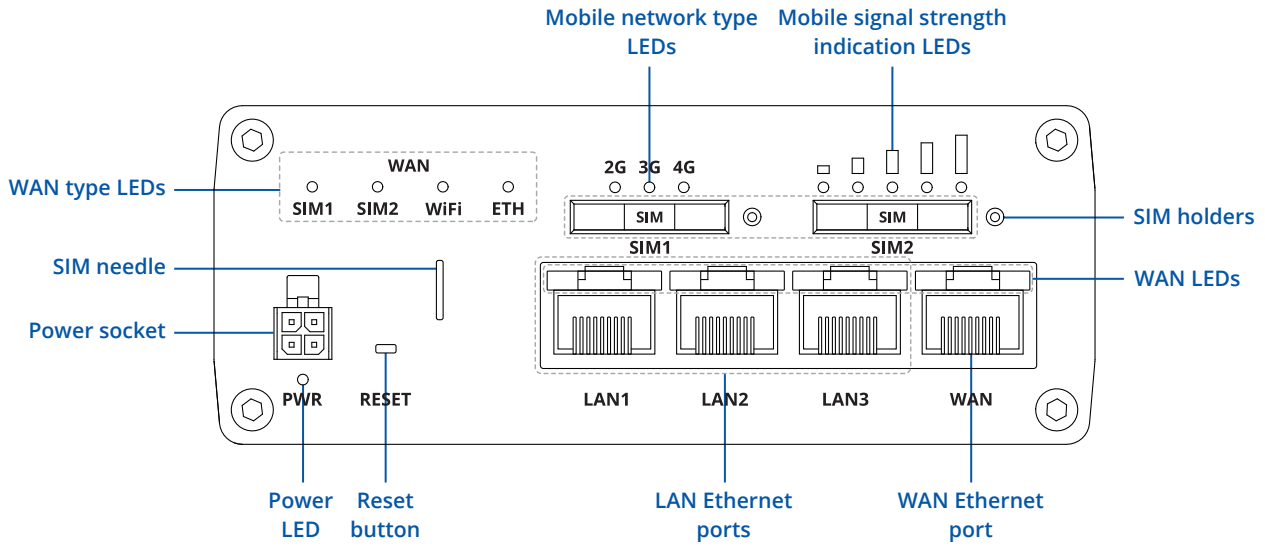 Mobile network type
LEDs
Mobile signal strength
indication LEDs
WAN type LEDs
WAN
SIM1 SIM2 WiFi ETH
2G 3G 4G
SIM
SIM1
SIM
SIM2
SIM holders
SIM needle
WAN LEDs
Power socket
PWR RESET
LAN1 LAN2 LAN3 WAN
Power
LED
Reset
button
LAN Ethernet
ports
WAN Ethernet
port